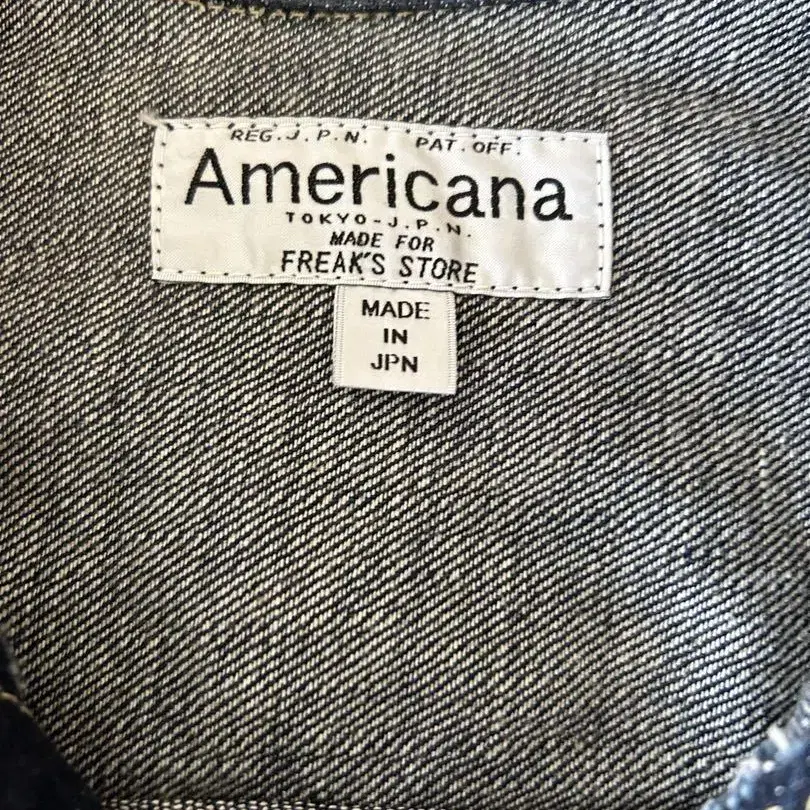 REG.J.P.N. PAT.OFF.
Americana
TOKYO-J.P.N.
MADE FOR
FREAK'S STORE
MADE
IN
JPN